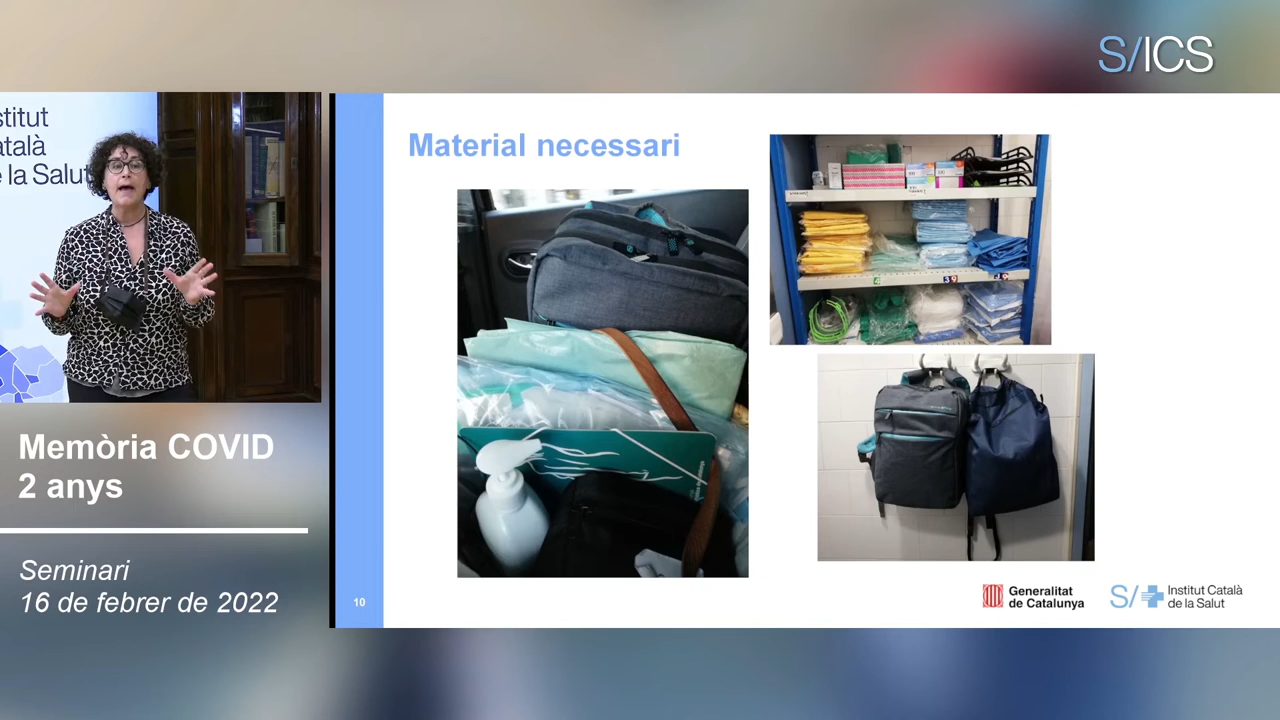 S/ICS
stitut
atalà
e la Salut
Memòria COVID
2 anys
Seminari
16 de febrer de 2022
Material necessari
10
Generalitat
de Catalunya
S/
Institut Català
de la Salut